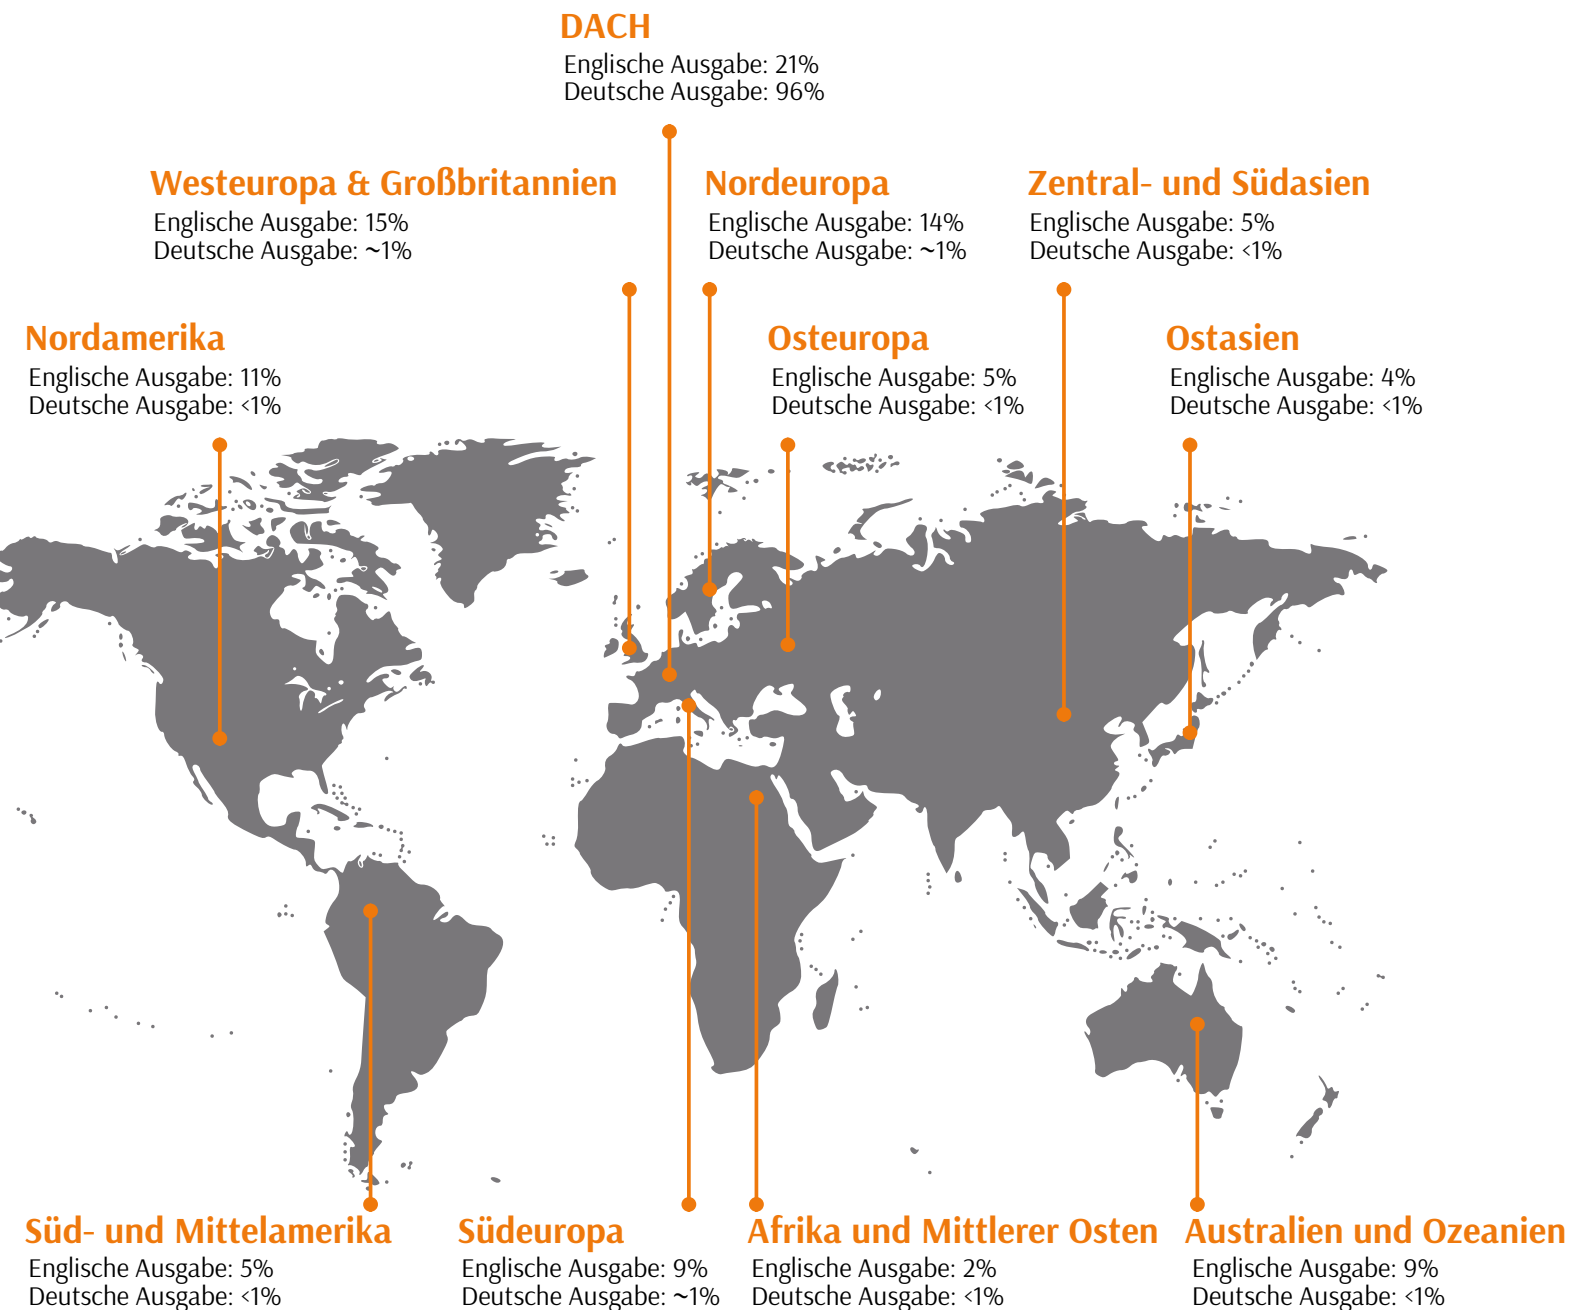 DACH
Englische Ausgabe: 21%
Deutsche Ausgabe: 96%
Westeuropa & Großbritannien
Englische Ausgabe: 15%
Deutsche Ausgabe: ~1%
Nordeuropa
Englische Ausgabe: 14%
Deutsche Ausgabe: ~1%
Zentral- und Südasien
Englische Ausgabe: 5%
Deutsche Ausgabe: <1%
Nordamerika
Englische Ausgabe: 11%
Deutsche Ausgabe: <1%
Osteuropa
Englische Ausgabe: 5%
Deutsche Ausgabe: <1%
Ostasien
Englische Ausgabe: 4%
Deutsche Ausgabe: <1%
Süd- und Mittelamerika
Englische Ausgabe: 5%
Deutsche Ausgabe: <1%
Südeuropa
Englische Ausgabe: 9%
Deutsche Ausgabe: ~1%
Afrika und Mittlerer Osten
Englische Ausgabe: 2%
Deutsche Ausgabe: <1%
Australien und Ozeanien
Englische Ausgabe: 9%
Deutsche Ausgabe: <1%